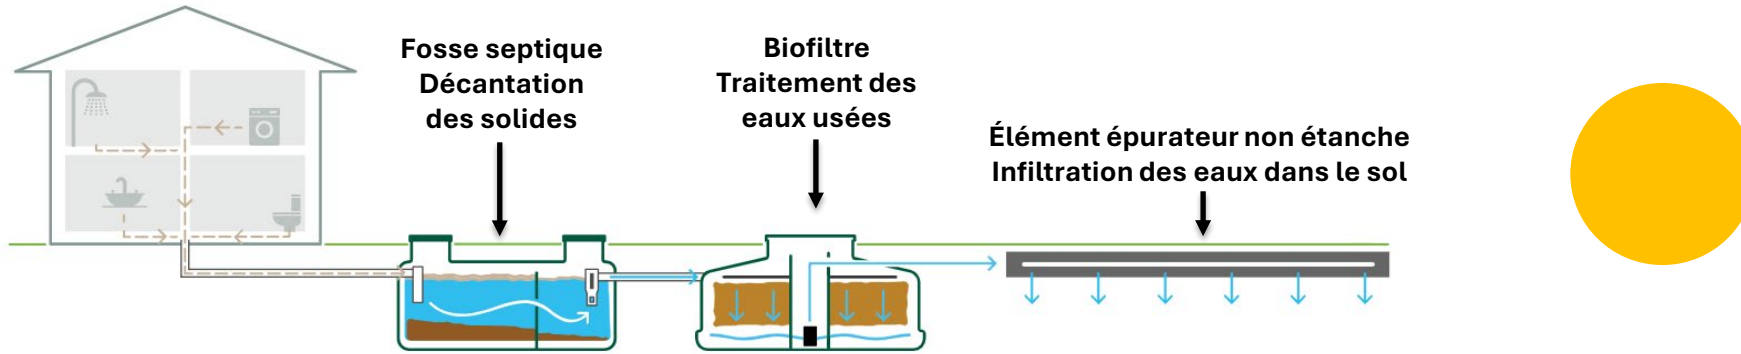 Fosse septique
Décantation
des solides
Biofiltre
Traitement des
eaux usées
Élément épurateur non étanche
Infiltration des eaux dans le sol